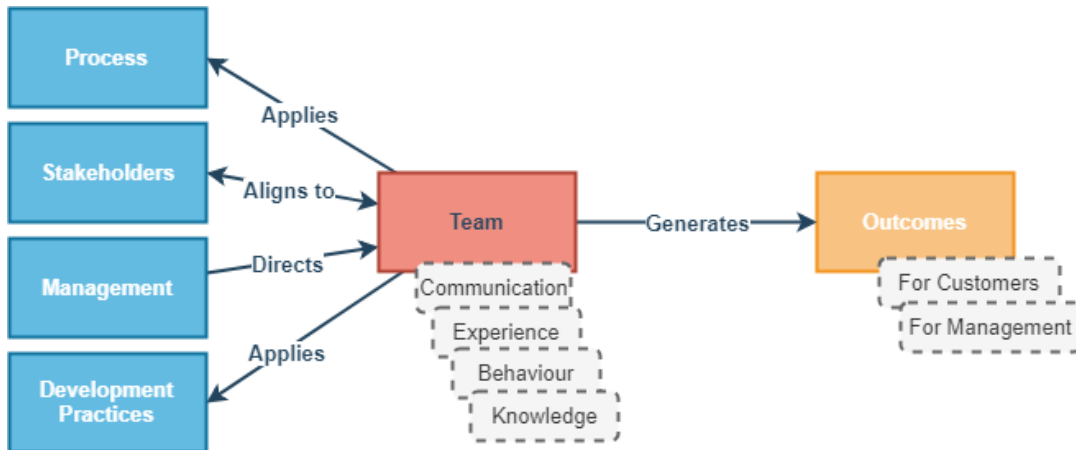 Process
Applies
Stakeholders
Aligns to
Team
Generates
Outcomes
Management
Directs
Communication
For Customers
Experience
For Management
Applies
Behaviour
Development
Practices
Knowledge